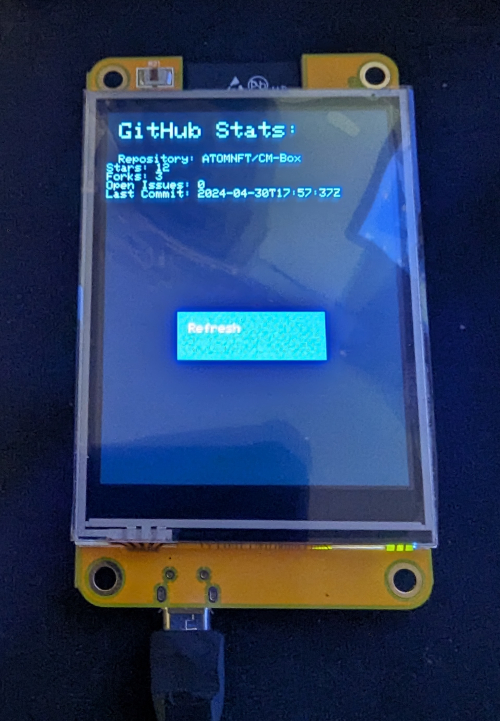 GitHub Stats:
Repository: ATOMNFT/CM-Box
Stars: 12
Forks: 3
Open Issues: 0
Last Commit: 2024-04-30T17:57:37Z
Refresh